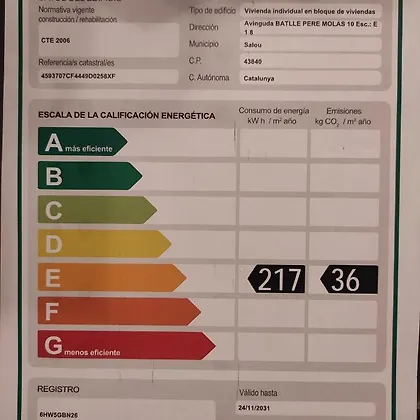 Normativa vigente
construcción / rehabilitación
CTE 2006
Referencia/s catastral/es
4593707CF4449D0258XF
Tipo de edificio Vivienda individual en bloque de viviendas
Dirección Avinguda BATLLE PERE MOLAS 10 Esc.: E
1 8
Municipio Salou
C.P. 43840
C. Autónoma Catalunya
ESCALA DE LA CALIFICACIÓN ENERGÉTICA
Consumo de energía
kW h / m² año
Emisiones
kg CO₂ / m² año
A más eficiente
B
C
D
E 217 36
F
G menos eficiente
REGISTRO
6HW5GBN26
Válido hasta
24/11/2031